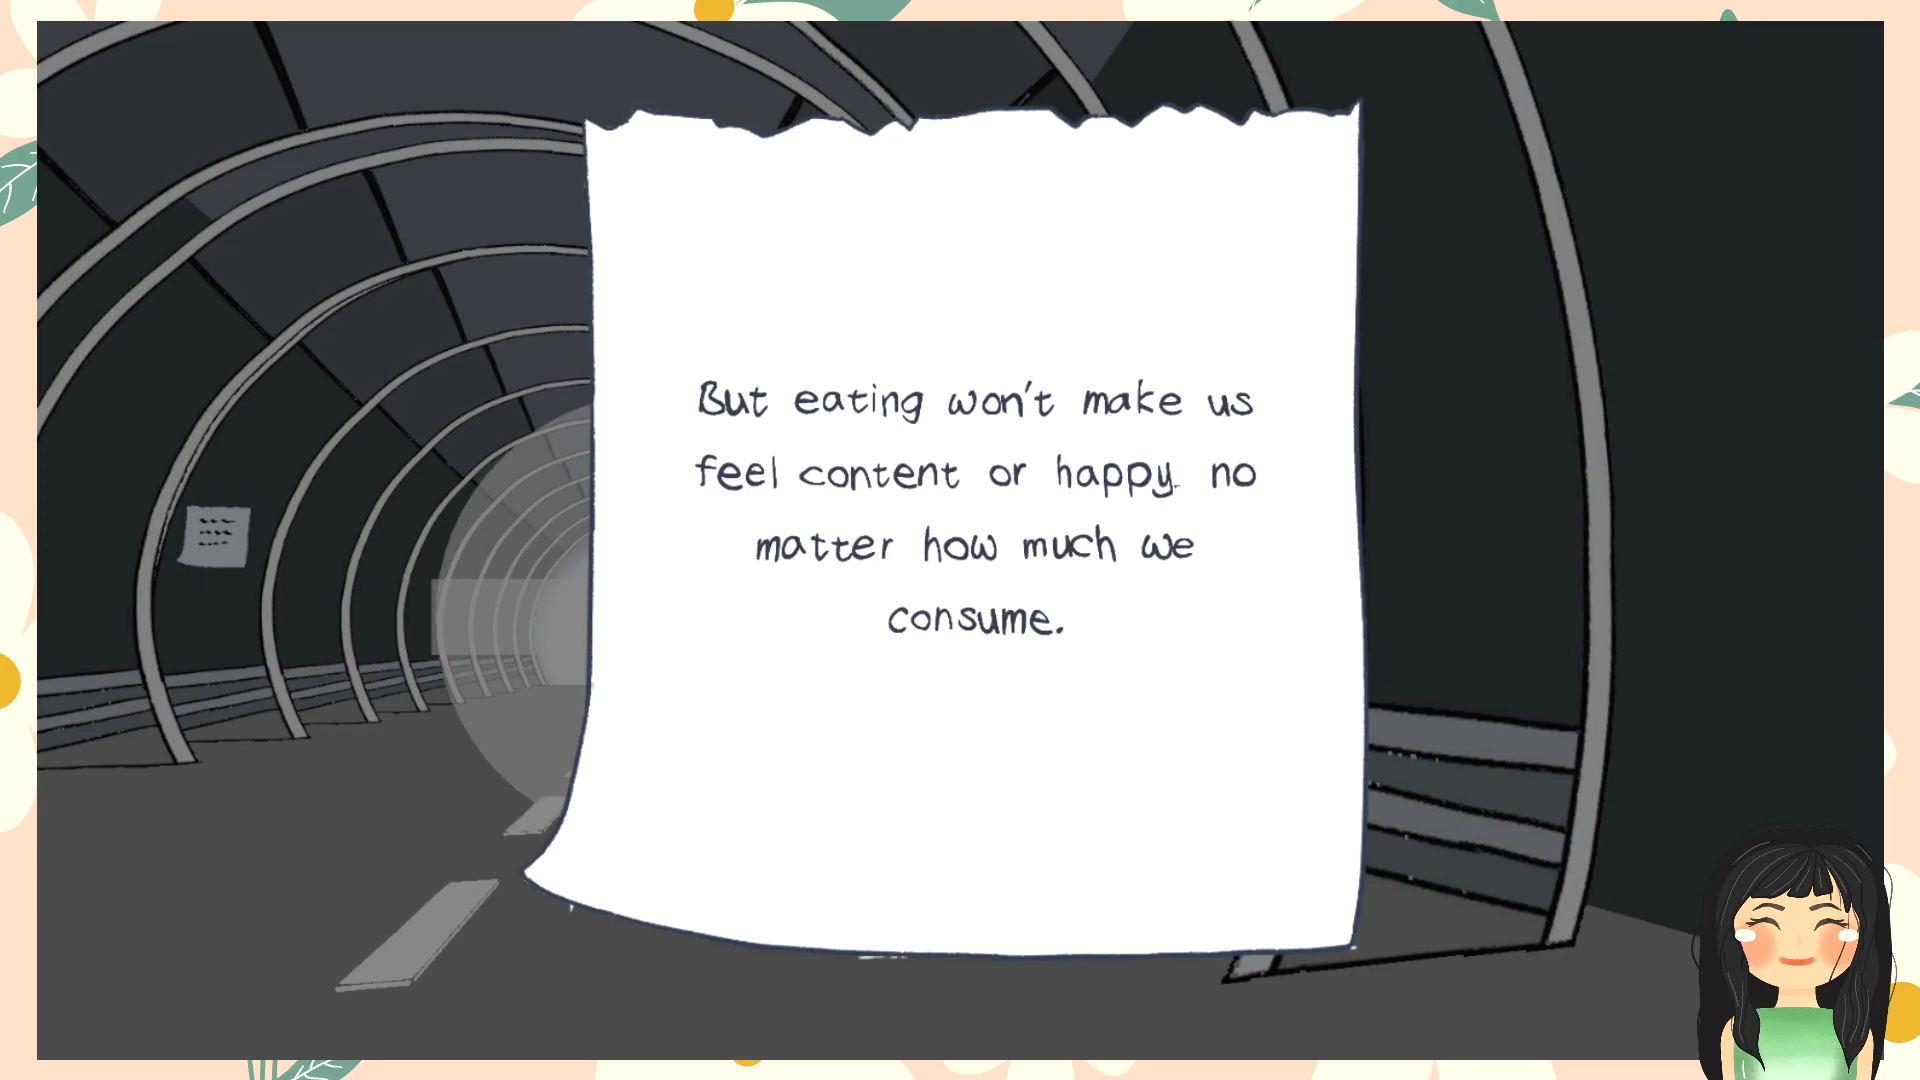 But eating won't make us
feel content or happy. no
matter how much we
consume.